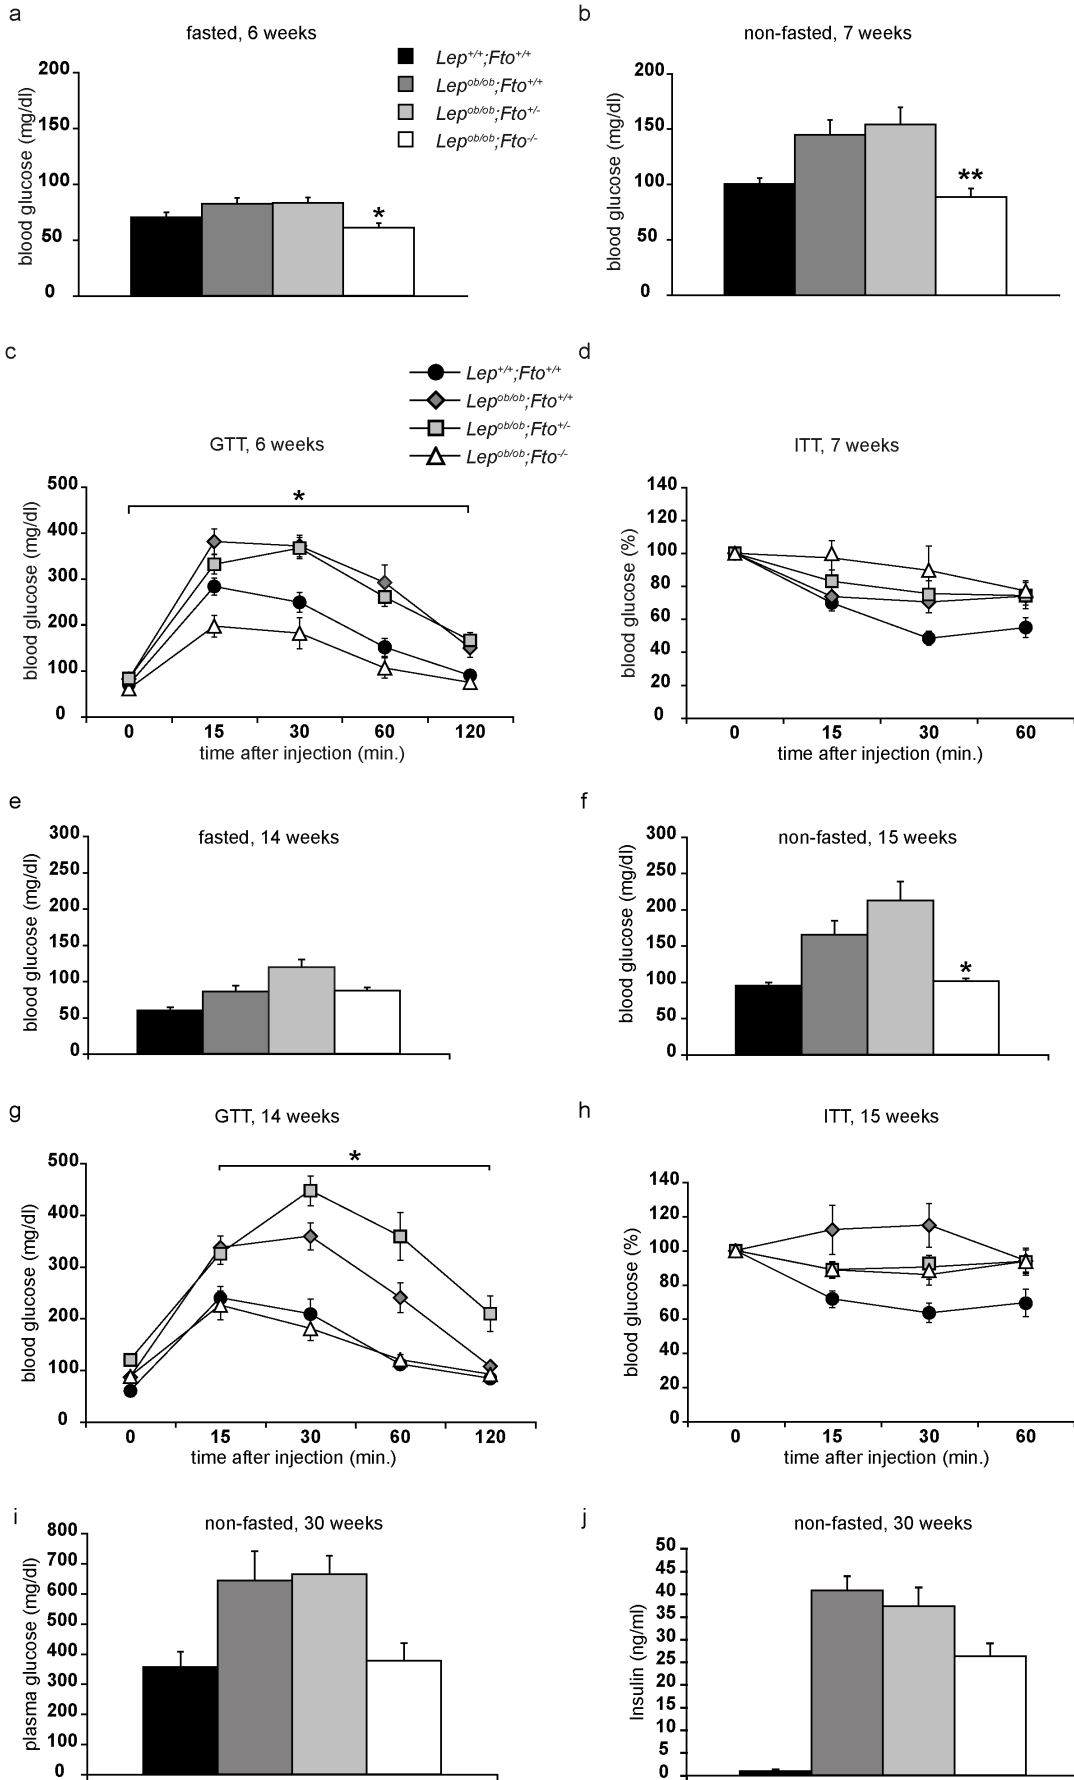 a
fasted, 6 weeks
200
150
100
50
0
blood glucose (mg/dl)
*
Lep+/+;Fto+/+
Lepob/ob;Fto+/+
Lepob/ob;Fto+/-
Lepob/ob;Fto-/-
b
non-fasted, 7 weeks
200
150
100
50
0
blood glucose (mg/dl)
**
c
Lep+/+;Fto+/+
Lepob/ob;Fto+/+
Lepob/ob;Fto+/-
Lepob/ob;Fto-/-
GTT, 6 weeks
500
400
300
200
100
0
blood glucose (mg/dl)
*
0 15 30 60 120
time after injection (min.)
d
ITT, 7 weeks
140
120
100
80
60
40
20
0
blood glucose (%)
0 15 30 60
time after injection (min.)
e
fasted, 14 weeks
300
250
200
150
100
50
0
blood glucose (mg/dl)
f
non-fasted, 15 weeks
300
250
200
150
100
50
0
blood glucose (mg/dl)
*
g
GTT, 14 weeks
500
400
300
200
100
0
blood glucose (mg/dl)
*
0 15 30 60 120
time after injection (min.)
h
ITT, 15 weeks
140
120
100
80
60
40
20
0
blood glucose (%)
0 15 30 60
time after injection (min.)
i
non-fasted, 30 weeks
800
700
600
500
400
300
200
100
0
plasma glucose (mg/dl)
j
non-fasted, 30 weeks
50
45
40
35
30
25
20
15
10
5
0
Insulin (ng/ml)